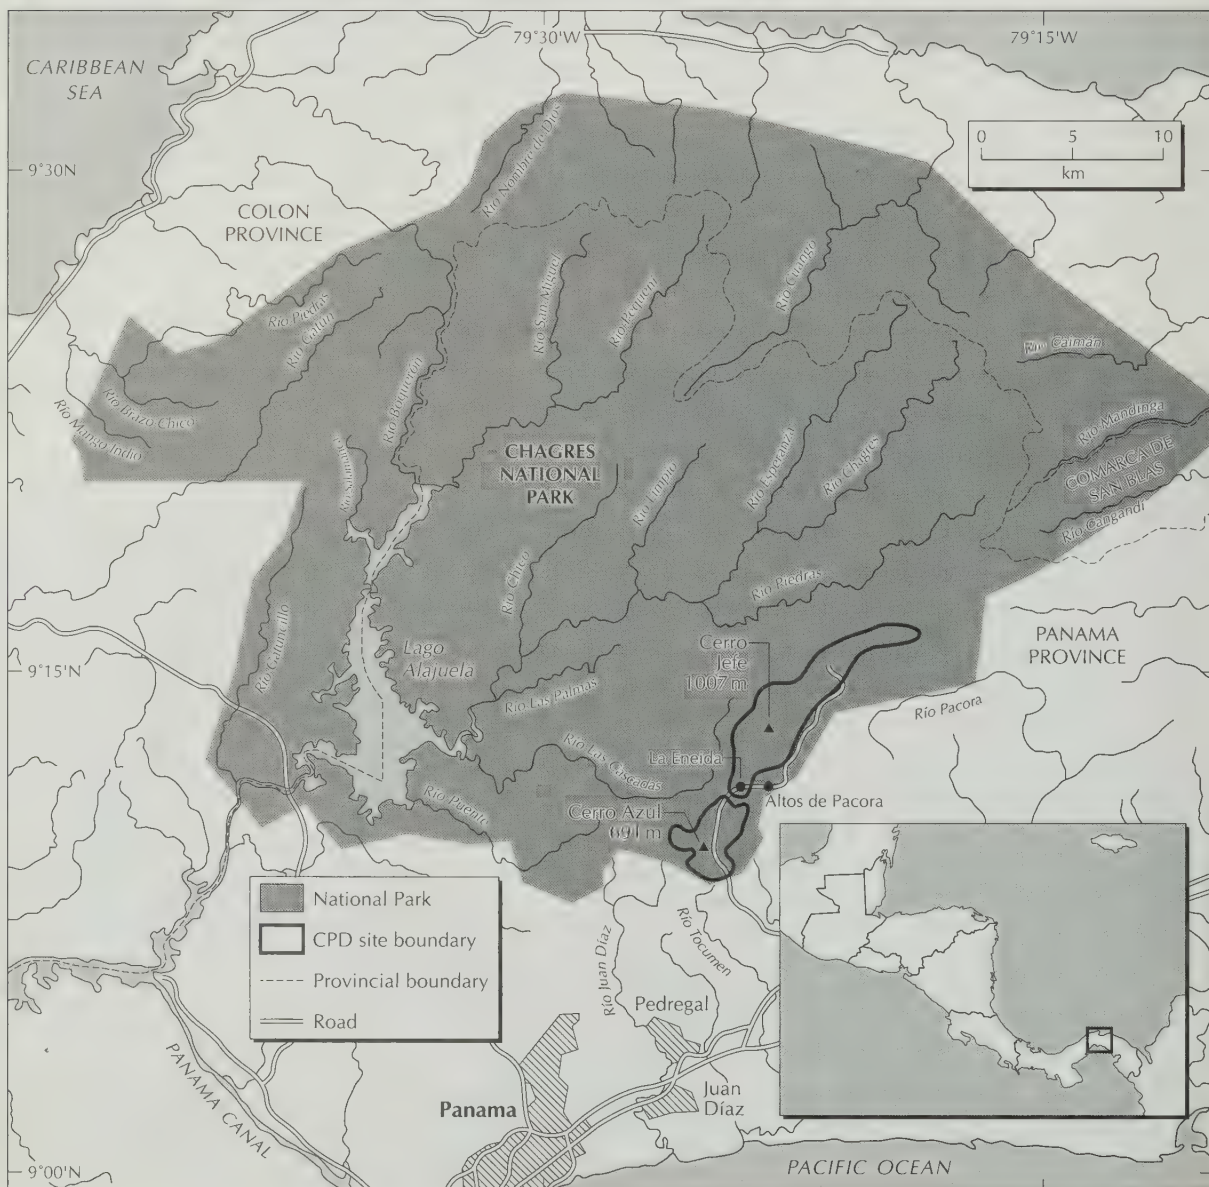 79°30'W
79°15'W
CARIBBEAN
SEA
0 5 10
km
9°30'N
Río Nombre de Dios
COLON
PROVINCE
Río Piedras
Río Gatún
Río San Miguel
Río Pequení
Río Cuango
Río Caimán
Río Boquerón
Río Brazo Chico
Río Mango Indio
Río Mandinga
COMARCA DE
SAN BLAS
Río Cangandí
CHAGRES
NATIONAL
PARK
Río Limpio
Río Esperanza
Río Chagres
Río Chico
Río Piedras
Río Gatuncillo
Lago
Alajuela
Cerro
Jefe
1007 m
PANAMA
PROVINCE
9°15'N
Río Las Palmas
Río Pacora
La Eneida
Río Las Cascadas
Altos de Pacora
Río Puente
Cerro Azul
691 m
National Park
CPD site boundary
Provincial boundary
Road
Río Juan Díaz
Río Tocumen
Pedregal
PANAMA CANAL
Panama
Juan
Díaz
9°00'N
PACIFIC OCEAN